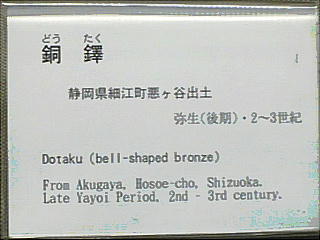 どう たく
銅鐸
静岡県細江町悪ヶ谷出土
弥生(後期)・2~3世紀
Dotaku (bell-shaped bronze)
From Akugaya, Hosoe-cho, Shizuoka.
Late Yayoi Period, 2nd - 3rd century.